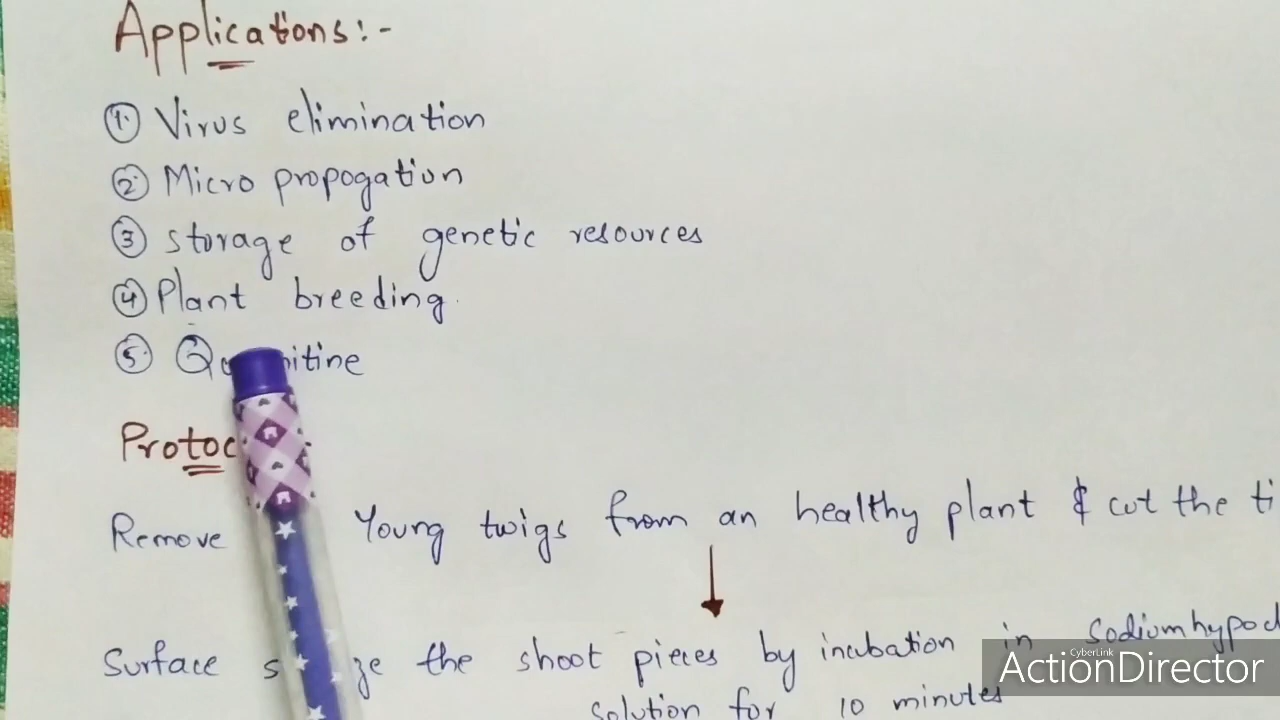 Applications:-
① Virus elimination
② Micro propogation
③ storage of genetic resources
④ Plant breeding.
⑤
Remove Young twigs from an healthy plant & cut the
Surface the shoot pieces by incubation in
solution for 10 minutes
CyberLink
ActionDirector